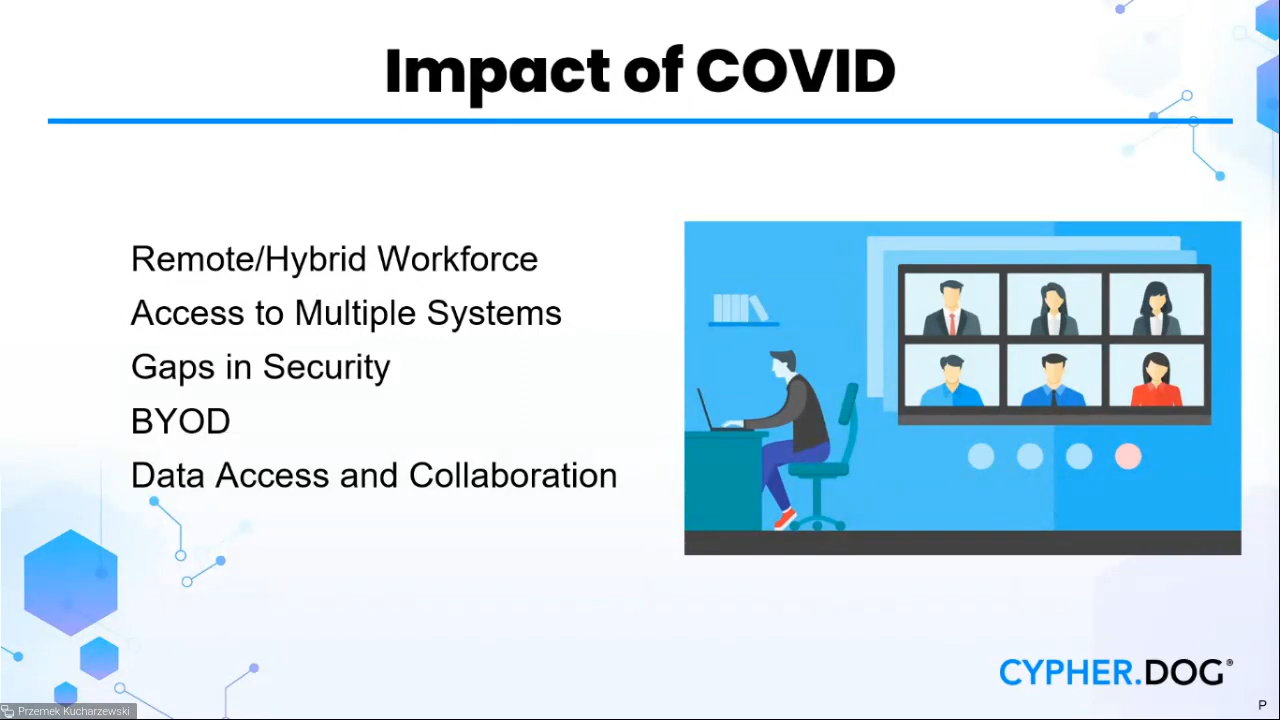 Impact of COVID
Remote/Hybrid Workforce
Access to Multiple Systems
Gaps in Security
BYOD
Data Access and Collaboration
CYPHER.DOG®
Przemek Kucharzewski
P